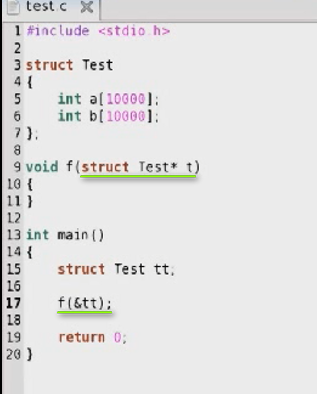 test.c
1 #include <stdio.h>
2
3 struct Test
4 {
5     int a[10000];
6     int b[10000];
7 };
8
9 void f(struct Test* t)
10 {
11 }
12
13 int main()
14 {
15     struct Test tt;
16
17     f(&tt);
18
19     return 0;
20 }